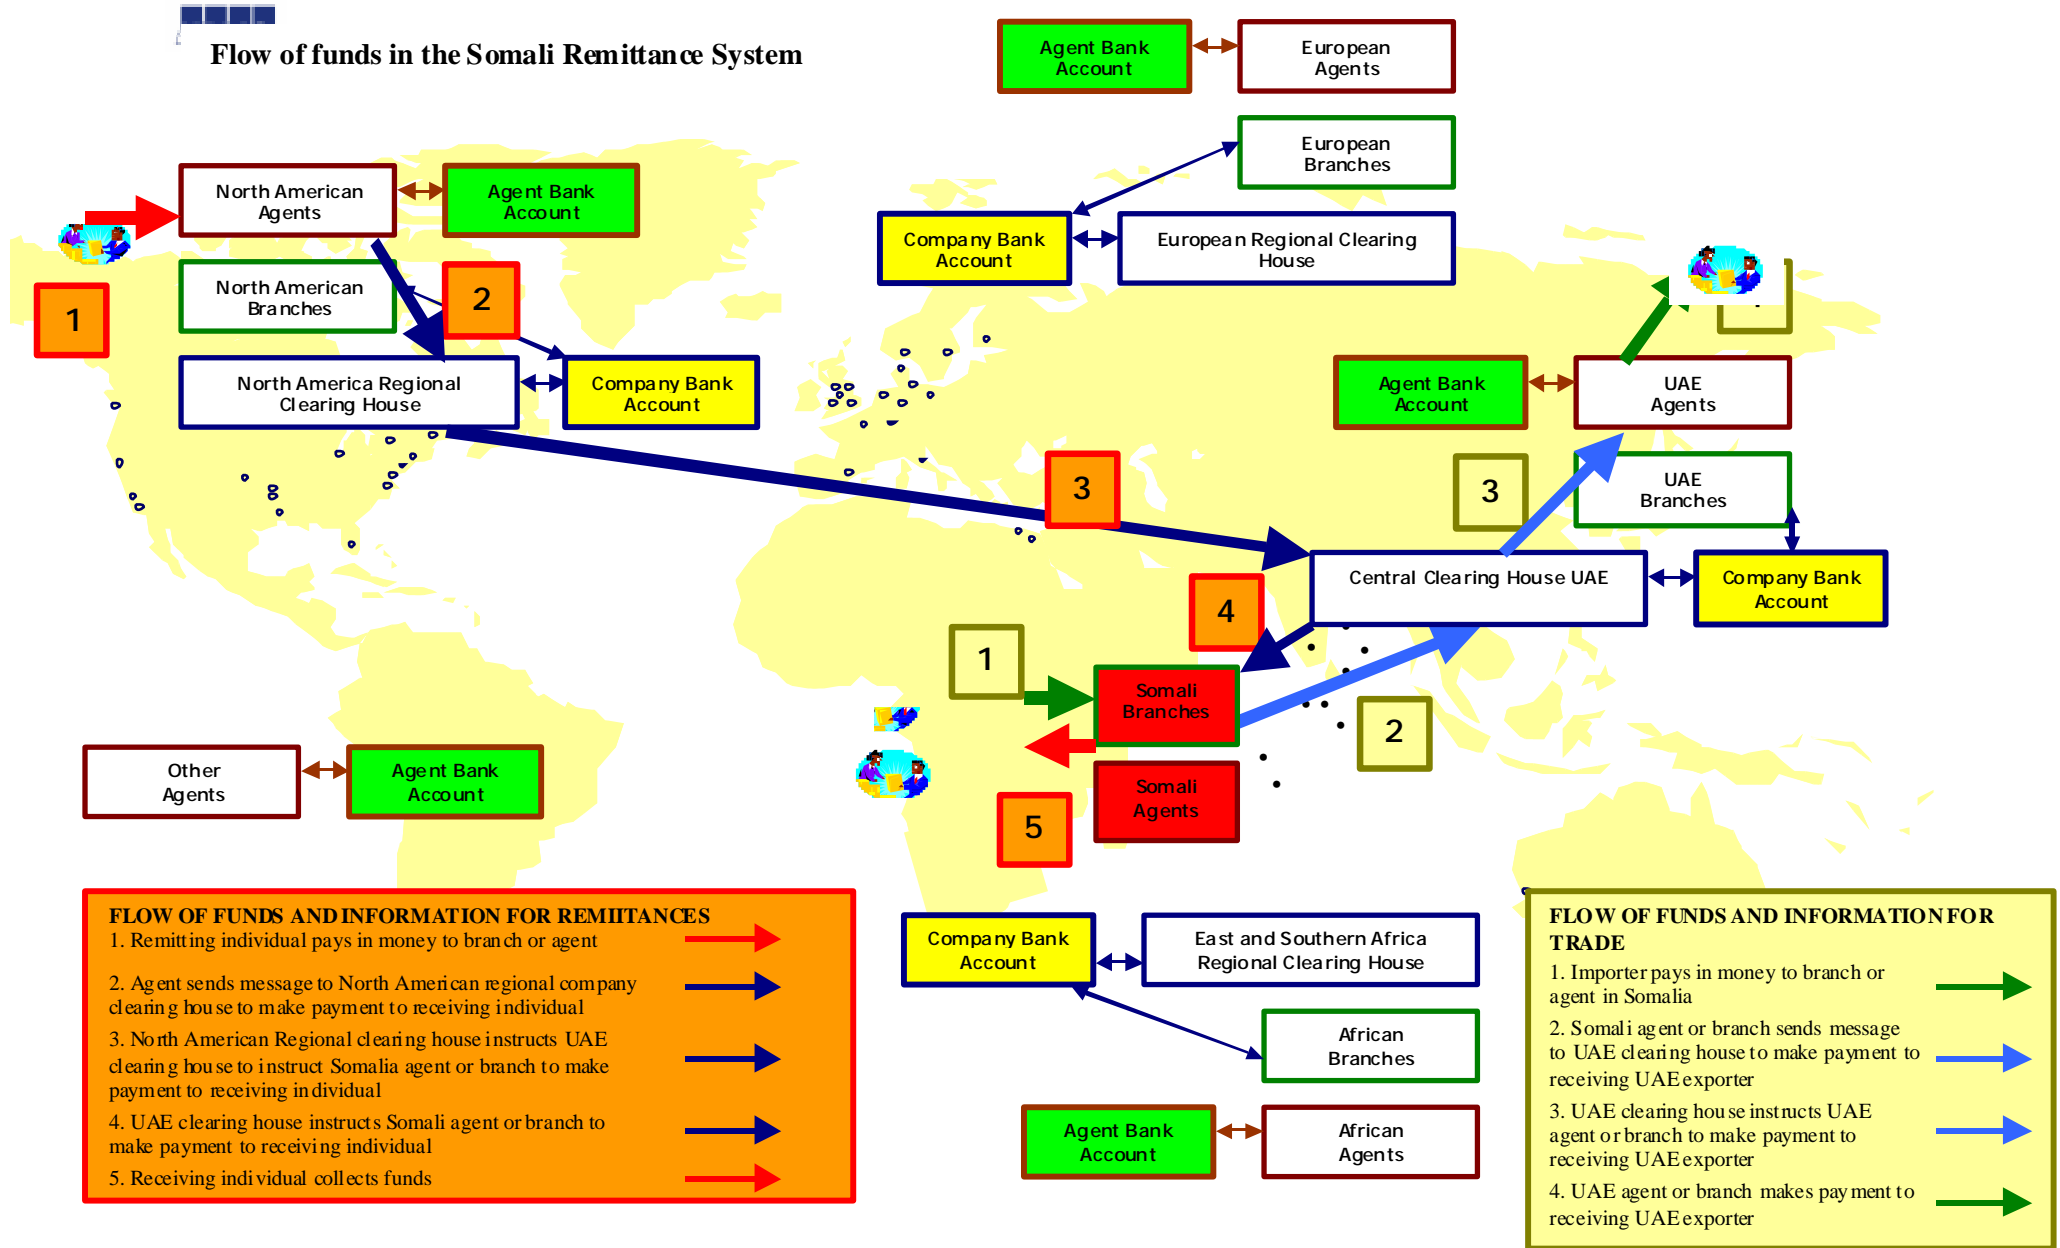 Flow of funds in the Somali Remittance System
Agent Bank
Account
European
Agents
European
Branches
Company Bank
Account
European Regional Clearing
House
North American
Agents
Agent Bank
Account
1
North American
Branches
2
North America Regional
Clearing House
Company Bank
Account
Agent Bank
Account
UAE
Agents
3
3
UAE
Branches
Central Clearing House UAE
Company Bank
Account
4
1
Somali
Branches
2
Somali
Agents
5
Other
Agents
Agent Bank
Account
Company Bank
Account
East and Southern Africa
Regional Clearing House
African
Branches
Agent Bank
Account
African
Agents
FLOW OF FUNDS AND INFORMATION FOR REMIITANCES
1. Remitting individual pays in money to branch or agent
2. Agent sends message to North American regional company
clearing house to make payment to receiving individual
3. North American Regional clearing house instructs UAE
clearing house to instruct Somalia agent or branch to make
payment to receiving individual
4. UAE clearing house instructs Somali agent or branch to
make payment to receiving individual
5. Receiving individual collects funds
FLOW OF FUNDS AND INFORMATION FOR
TRADE
1. Importer pays in money to branch or
agent in Somalia
2. Somali agent or branch sends message
to UAE clearing house to make payment to
receiving UAE exporter
3. UAE clearing house instructs UAE
agent or branch to make payment to
receiving UAE exporter
4. UAE agent or branch makes payment to
receiving UAE exporter